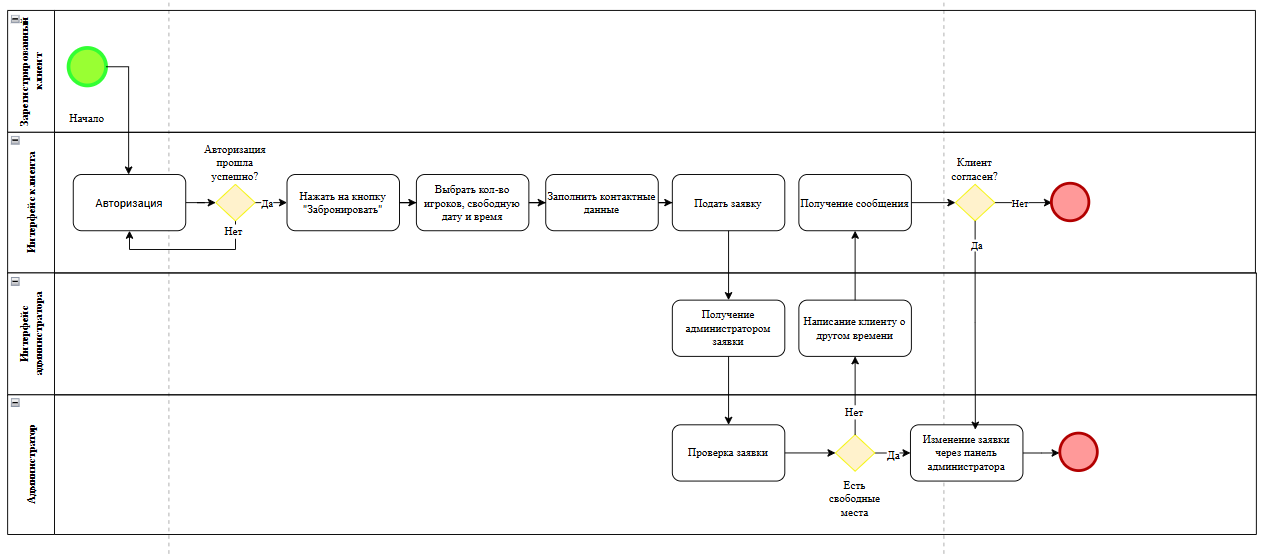 Зарегистрированный
клиент
Начало
Интерфейс клиента
Авторизация
Авторизация
прошла
успешно?
Да
Нет
Нажать на кнопку
"Забронировать"
Выбрать кол-во
игроков, свободную
дату и время
Заполнить контактные
данные
Подать заявку
Получение сообщения
Клиент
согласен?
Нет
Да
Интерфейс
администратора
Получение
администратором
заявки
Написание клиенту о
другом времени
Администратор
Проверка заявки
Нет
Да
Есть
свободные
места
Изменение заявки
через панель
администратора